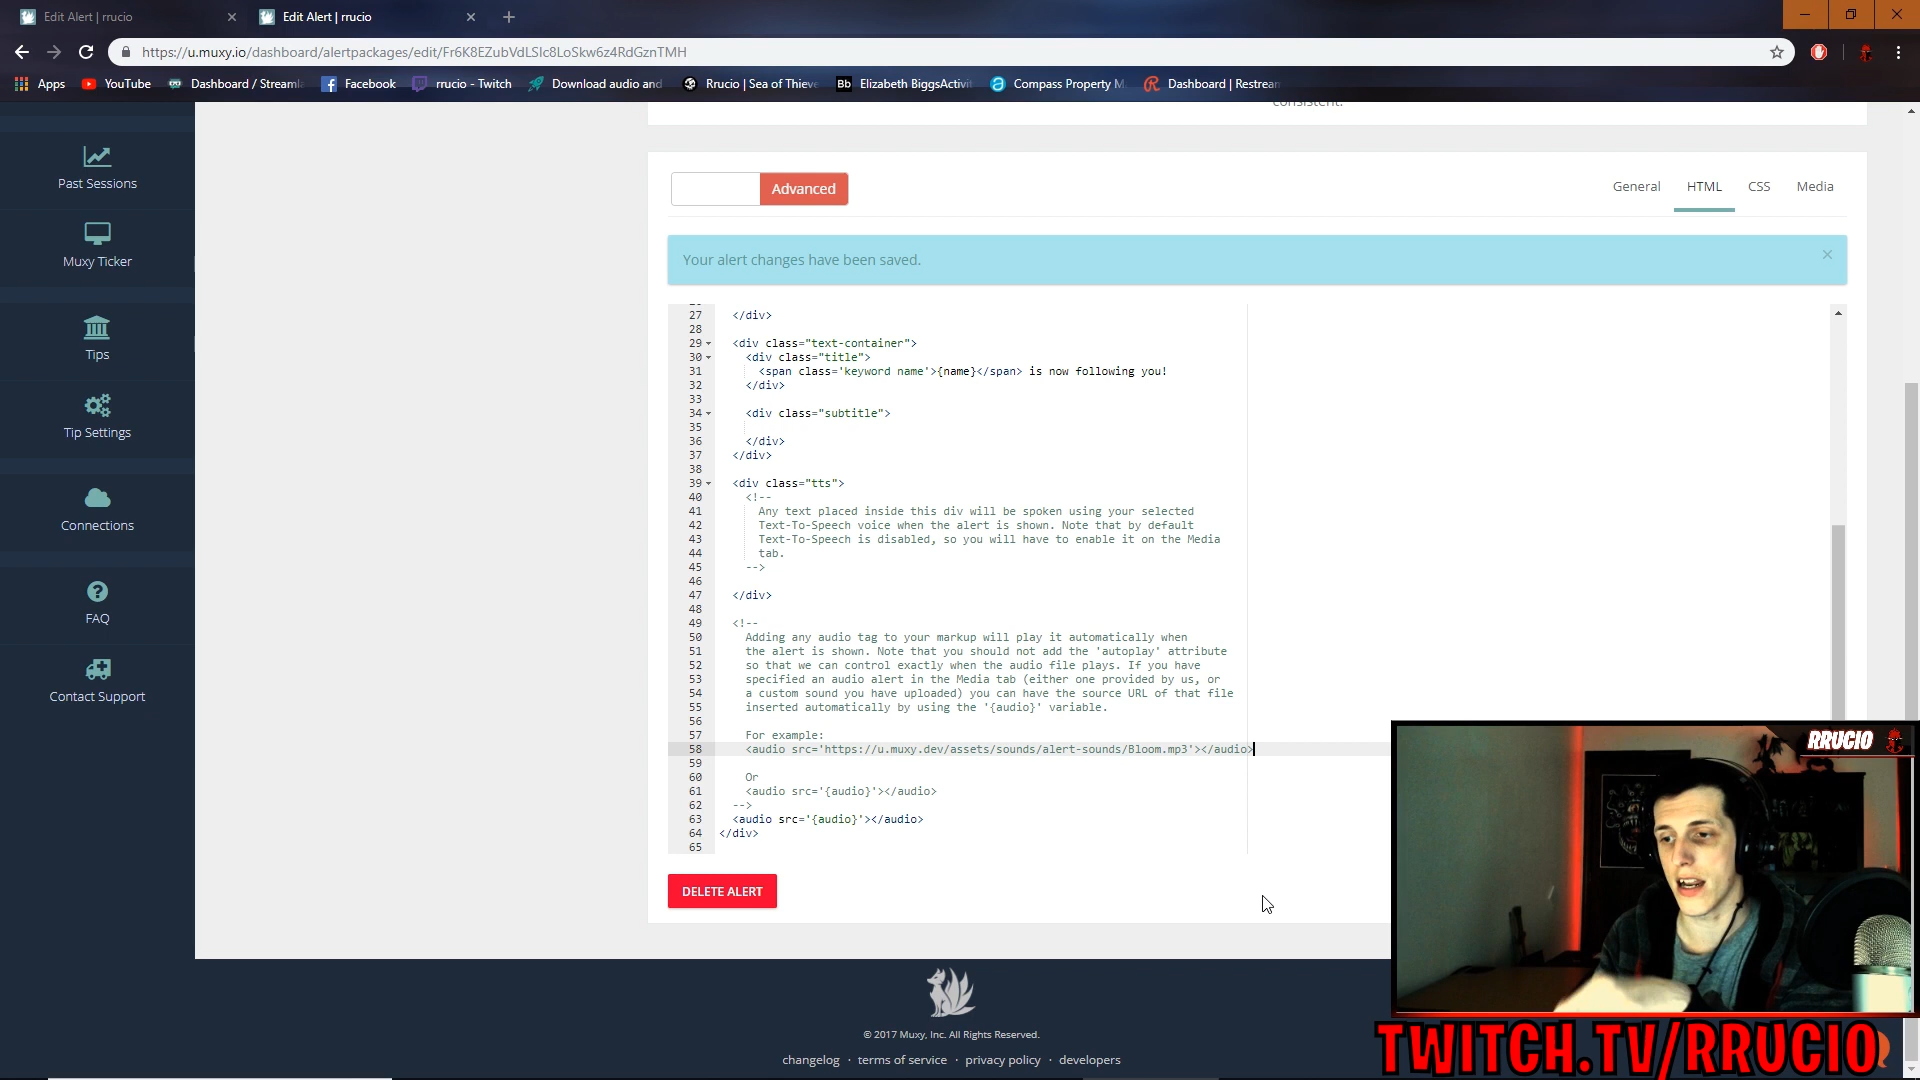 Edit Alert | rrucio
Edit Alert | rrucio
https://u.muxy.io/dashboard/alertpackages/edit/Fr6K8EZubVdLSlc8LoSkw6z4RdGznTMH
Apps
YouTube
Dashboard / Streamla
Facebook
rrucio - Twitch
Download audio and
Rrucio | Sea of Thieve
Bb
Elizabeth BiggsActivit
Compass Property M
Dashboard | Restream
consistent.
Past Sessions
Muxy Ticker
Tips
Tip Settings
Connections
FAQ
Contact Support
Advanced
General
HTML
CSS
Media
Your alert changes have been saved.
27 </div>
28
29 <div class="text-container">
30 <div class="title">
31 <span class='keyword name'>{name}</span> is now following you!
32 </div>
33
34 <div class="subtitle">
35
36 </div>
37 </div>
38
39 <div class="tts">
40 <!--
41 Any text placed inside this div will be spoken using your selected
42 Text-To-Speech voice when the alert is shown. Note that by default
43 Text-To-Speech is disabled, so you will have to enable it on the Media
44 tab.
45 -->
46
47 </div>
48
49 <!--
50 Adding any audio tag to your markup will play it automatically when
51 the alert is shown. Note that you should not add the 'autoplay' attribute
52 so that we can control exactly when the audio file plays. If you have
53 specified an audio alert in the Media tab (either one provided by us, or
54 a custom sound you have uploaded) you can have the source URL of that file
55 inserted automatically by using the '{audio}' variable.
56
57 For example:
58 <audio src='https://u.muxy.dev/assets/sounds/alert-sounds/Bloom.mp3'></audio>
59
60 Or
61 <audio src='{audio}'></audio>
62 -->
63 <audio src='{audio}'></audio>
64 </div>
65
DELETE ALERT
© 2017 Muxy, Inc. All Rights Reserved.
changelog · terms of service · privacy policy · developers
RRUCIO
TWITCH.TV/RRUCIO